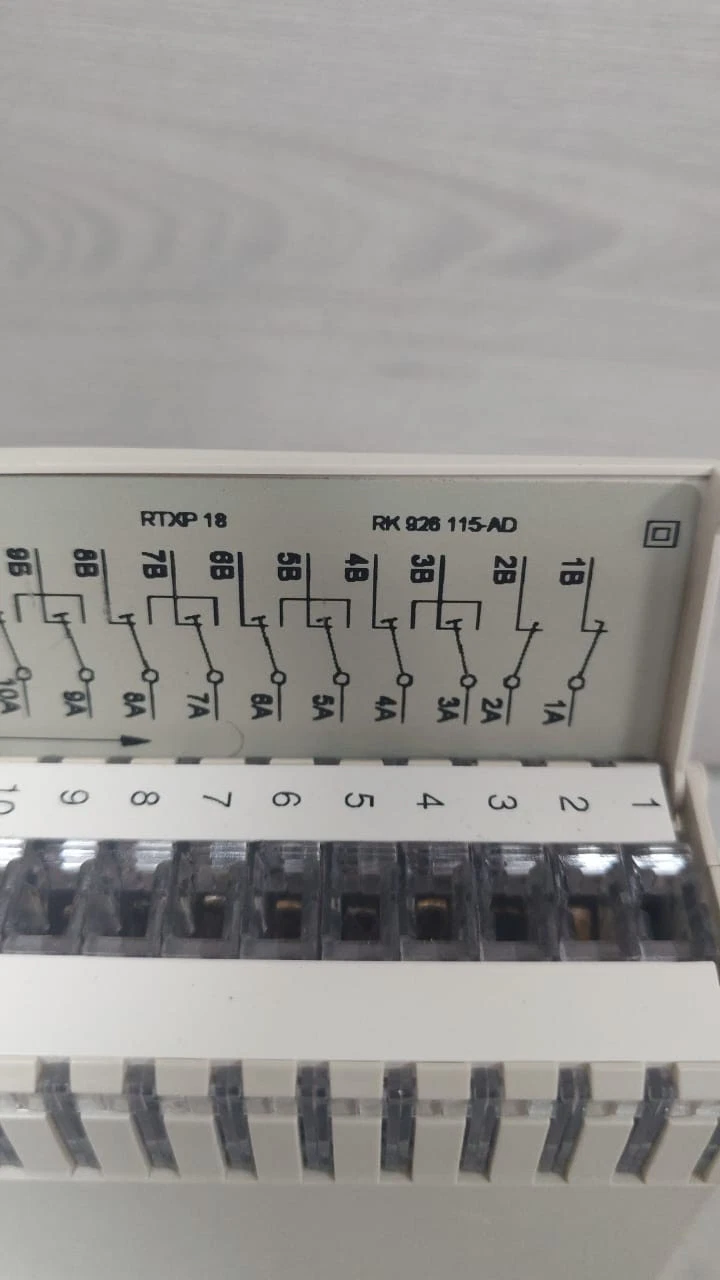 RTXP 18
RK 926 115-AD
9B 8B 7B 6B 5B 4B 3B 2B 1B
10A 9A 8A 7A 6A 5A 4A 3A 2A 1A
10 9 8 7 6 5 4 3 2 1